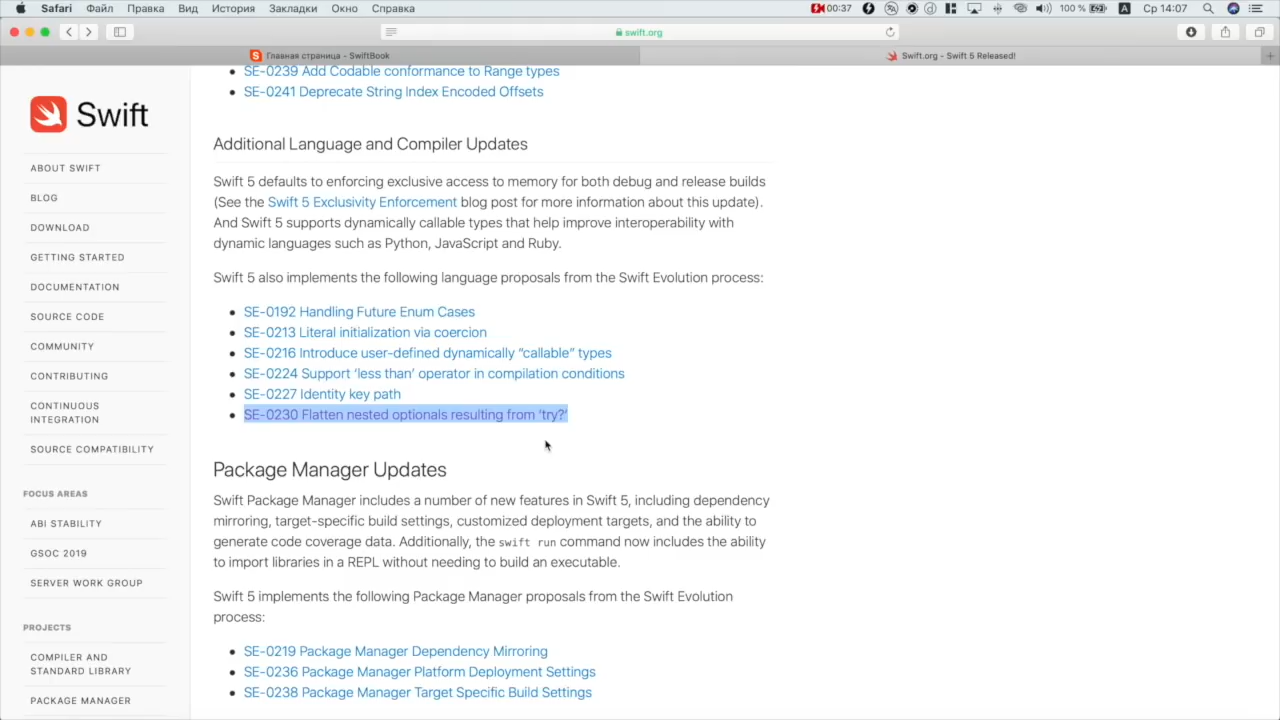 Safari Файл Правка Вид История Закладки Окно Справка 00:37 100 % A Ср 14:07
swift.org
Главная страница – SwiftBook
Swift.org - Swift 5 Released!
Swift
ABOUT SWIFT
BLOG
DOWNLOAD
GETTING STARTED
DOCUMENTATION
SOURCE CODE
COMMUNITY
CONTRIBUTING
CONTINUOUS
INTEGRATION
SOURCE COMPATIBILITY
FOCUS AREAS
ABI STABILITY
GSOC 2019
SERVER WORK GROUP
PROJECTS
COMPILER AND
STANDARD LIBRARY
PACKAGE MANAGER
SE-0239 Add Codable conformance to Range types
SE-0241 Deprecate String Index Encoded Offsets
Additional Language and Compiler Updates
Swift 5 defaults to enforcing exclusive access to memory for both debug and release builds
(See the Swift 5 Exclusivity Enforcement blog post for more information about this update).
And Swift 5 supports dynamically callable types that help improve interoperability with
dynamic languages such as Python, JavaScript and Ruby.
Swift 5 also implements the following language proposals from the Swift Evolution process:
SE-0192 Handling Future Enum Cases
SE-0213 Literal initialization via coercion
SE-0216 Introduce user-defined dynamically “callable” types
SE-0224 Support ‘less than’ operator in compilation conditions
SE-0227 Identity key path
SE-0230 Flatten nested optionals resulting from ‘try?’
Package Manager Updates
Swift Package Manager includes a number of new features in Swift 5, including dependency
mirroring, target-specific build settings, customized deployment targets, and the ability to
generate code coverage data. Additionally, the swift run command now includes the ability
to import libraries in a REPL without needing to build an executable.
Swift 5 implements the following Package Manager proposals from the Swift Evolution
process:
SE-0219 Package Manager Dependency Mirroring
SE-0236 Package Manager Platform Deployment Settings
SE-0238 Package Manager Target Specific Build Settings